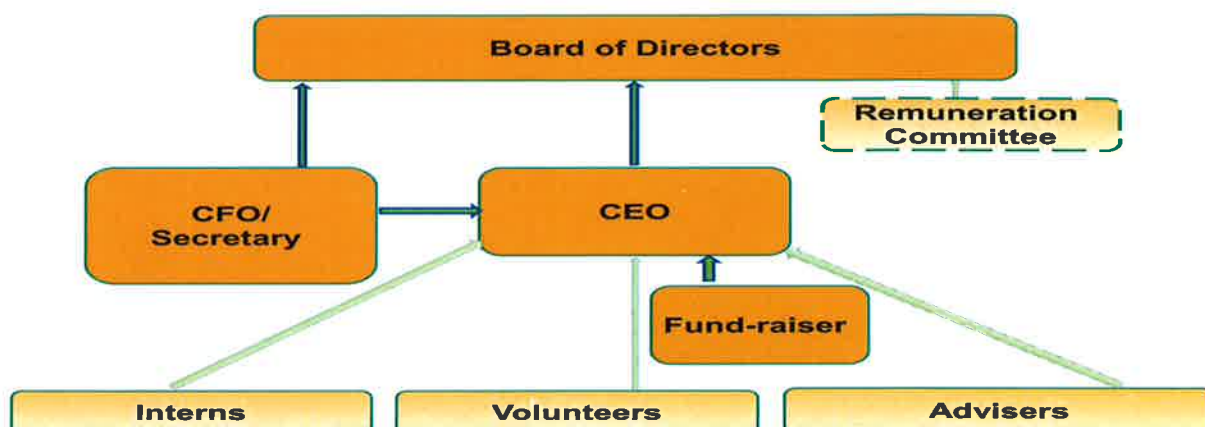 Board of Directors
Remuneration
Committee
CFO/
Secretary
CEO
Fund-raiser
Interns
Volunteers
Advisers